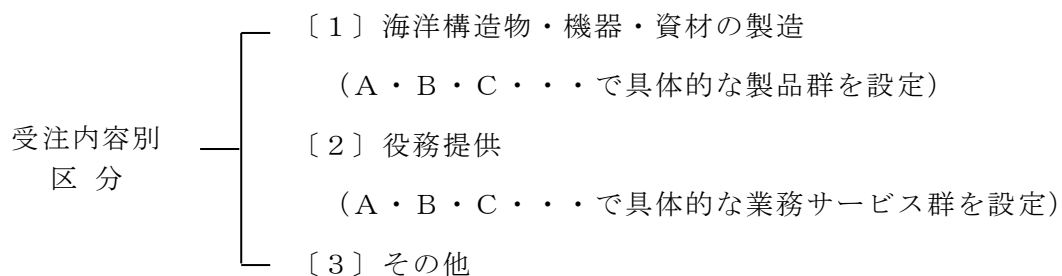 〔１〕海洋構造物・機器・資材の製造
（Ａ・Ｂ・Ｃ・・・で具体的な製品群を設定）
受注内容別
区 分
〔２〕役務提供
（Ａ・Ｂ・Ｃ・・・で具体的な業務サービス群を設定）
〔３〕その他